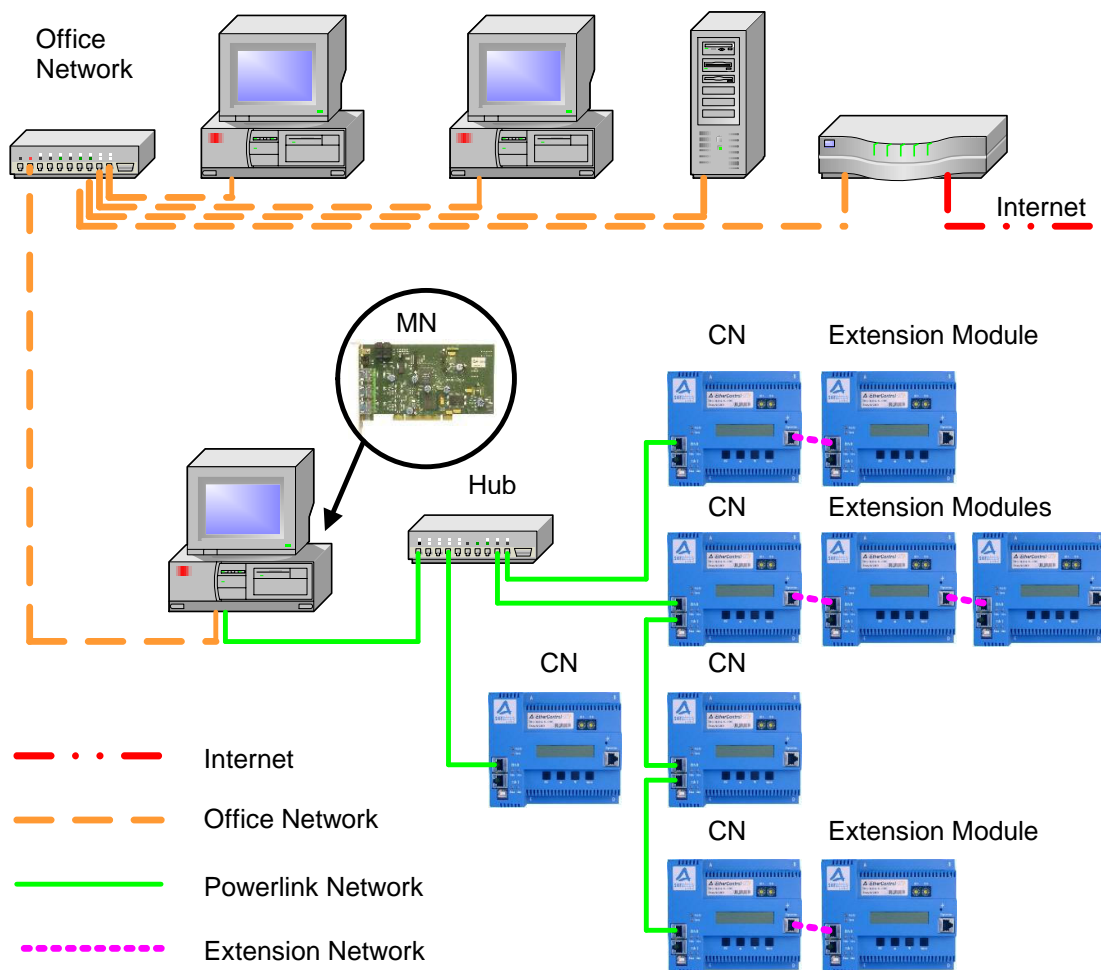 Office
Network
Internet
MN
CN
Extension Module
Hub
CN
Extension Modules
CN
CN
Internet
Office Network
CN
Extension Module
Powerlink Network
Extension Network